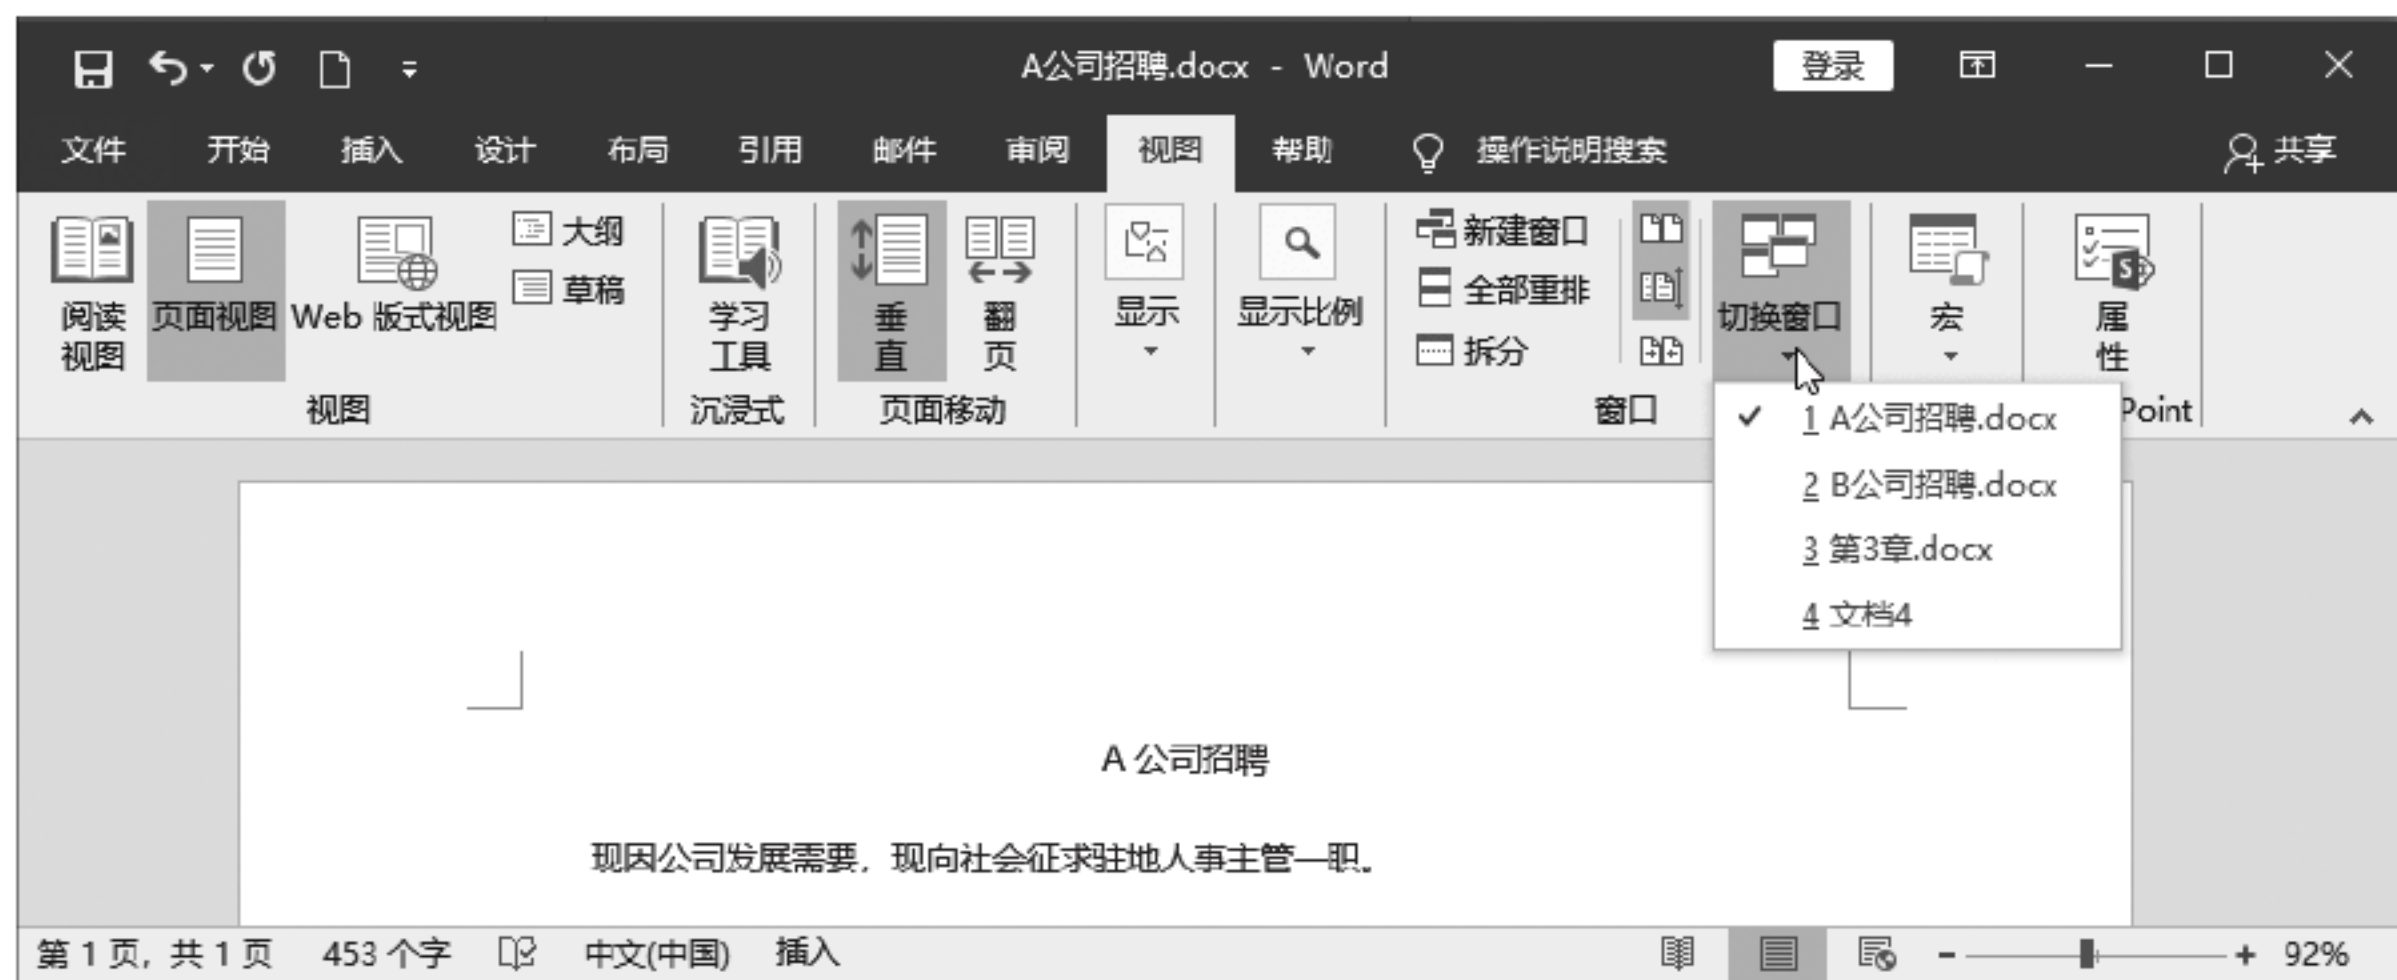 A公司招聘.docx - Word 登录
文件 开始 插入 设计 布局 引用 邮件 审阅 视图 帮助 操作说明搜索 共享
阅读视图 页面视图 Web 版式视图 大纲 草稿
学习工具
垂直 翻页
显示 显示比例
新建窗口 全部重排 拆分
切换窗口 宏 属性
视图 沉浸式 页面移动 窗口 Point
1 A公司招聘.docx
2 B公司招聘.docx
3 第3章.docx
4 文档4
A 公司招聘
现因公司发展需要，现向社会征求驻地人事主管一职。
第 1 页，共 1 页 453 个字 中文(中国) 插入 92%